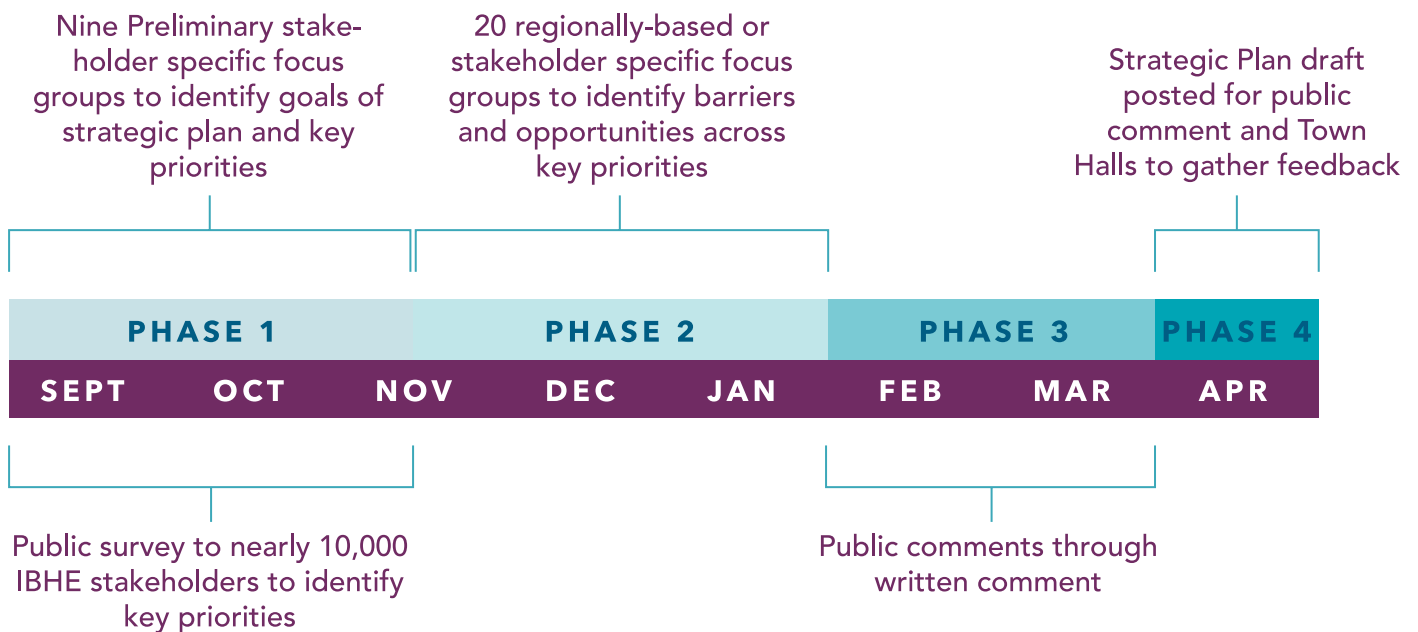 Nine Preliminary stake-
holder specific focus
groups to identify goals of
strategic plan and key
priorities
20 regionally-based or
stakeholder specific focus
groups to identify barriers
and opportunities across
key priorities
Strategic Plan draft
posted for public
comment and Town
Halls to gather feedback
PHASE 1 PHASE 2 PHASE 3 PHASE 4
SEPT OCT NOV DEC JAN FEB MAR APR
Public survey to nearly 10,000
IBHE stakeholders to identify
key priorities
Public comments through
written comment